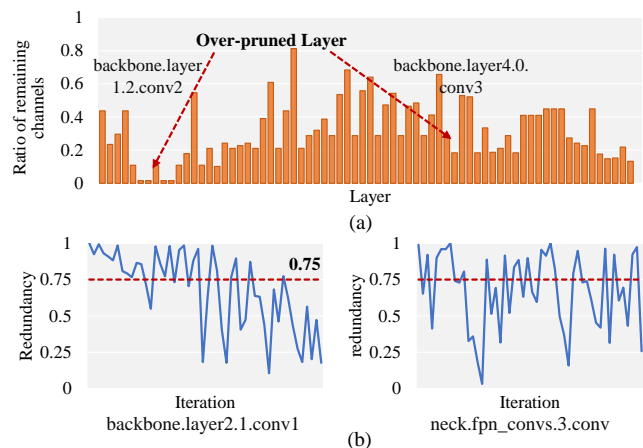 (a)
1
0.8
0.6
0.4
0.2
0
Ratio of remaining
channels
Over-pruned Layer
backbone.layer
1.2.conv2
backbone.layer4.0.
conv3
Layer
(a)
1
0.75
0.5
0.25
0
Redundancy
0.75
Iteration
backbone.layer2.1.conv1
1
0.75
0.5
0.25
0
redundancy
Iteration
neck.fpn_convs.3.conv
(b)